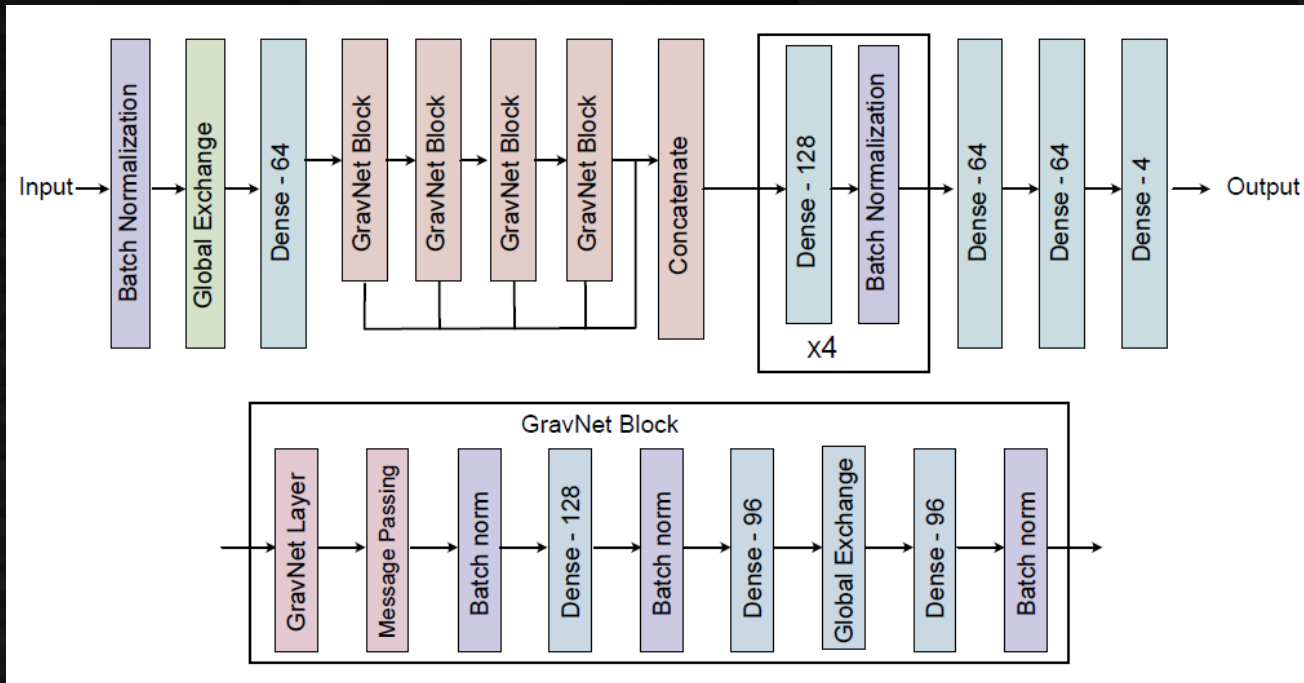 Input
Batch Normalization
Global Exchange
Dense - 64
GravNet Block
GravNet Block
GravNet Block
GravNet Block
Concatenate
Dense - 128
Batch Normalization
x4
Dense - 64
Dense - 64
Dense - 4
Output
GravNet Block
GravNet Layer
Message Passing
Batch norm
Dense - 128
Batch norm
Dense - 96
Global Exchange
Dense - 96
Batch norm